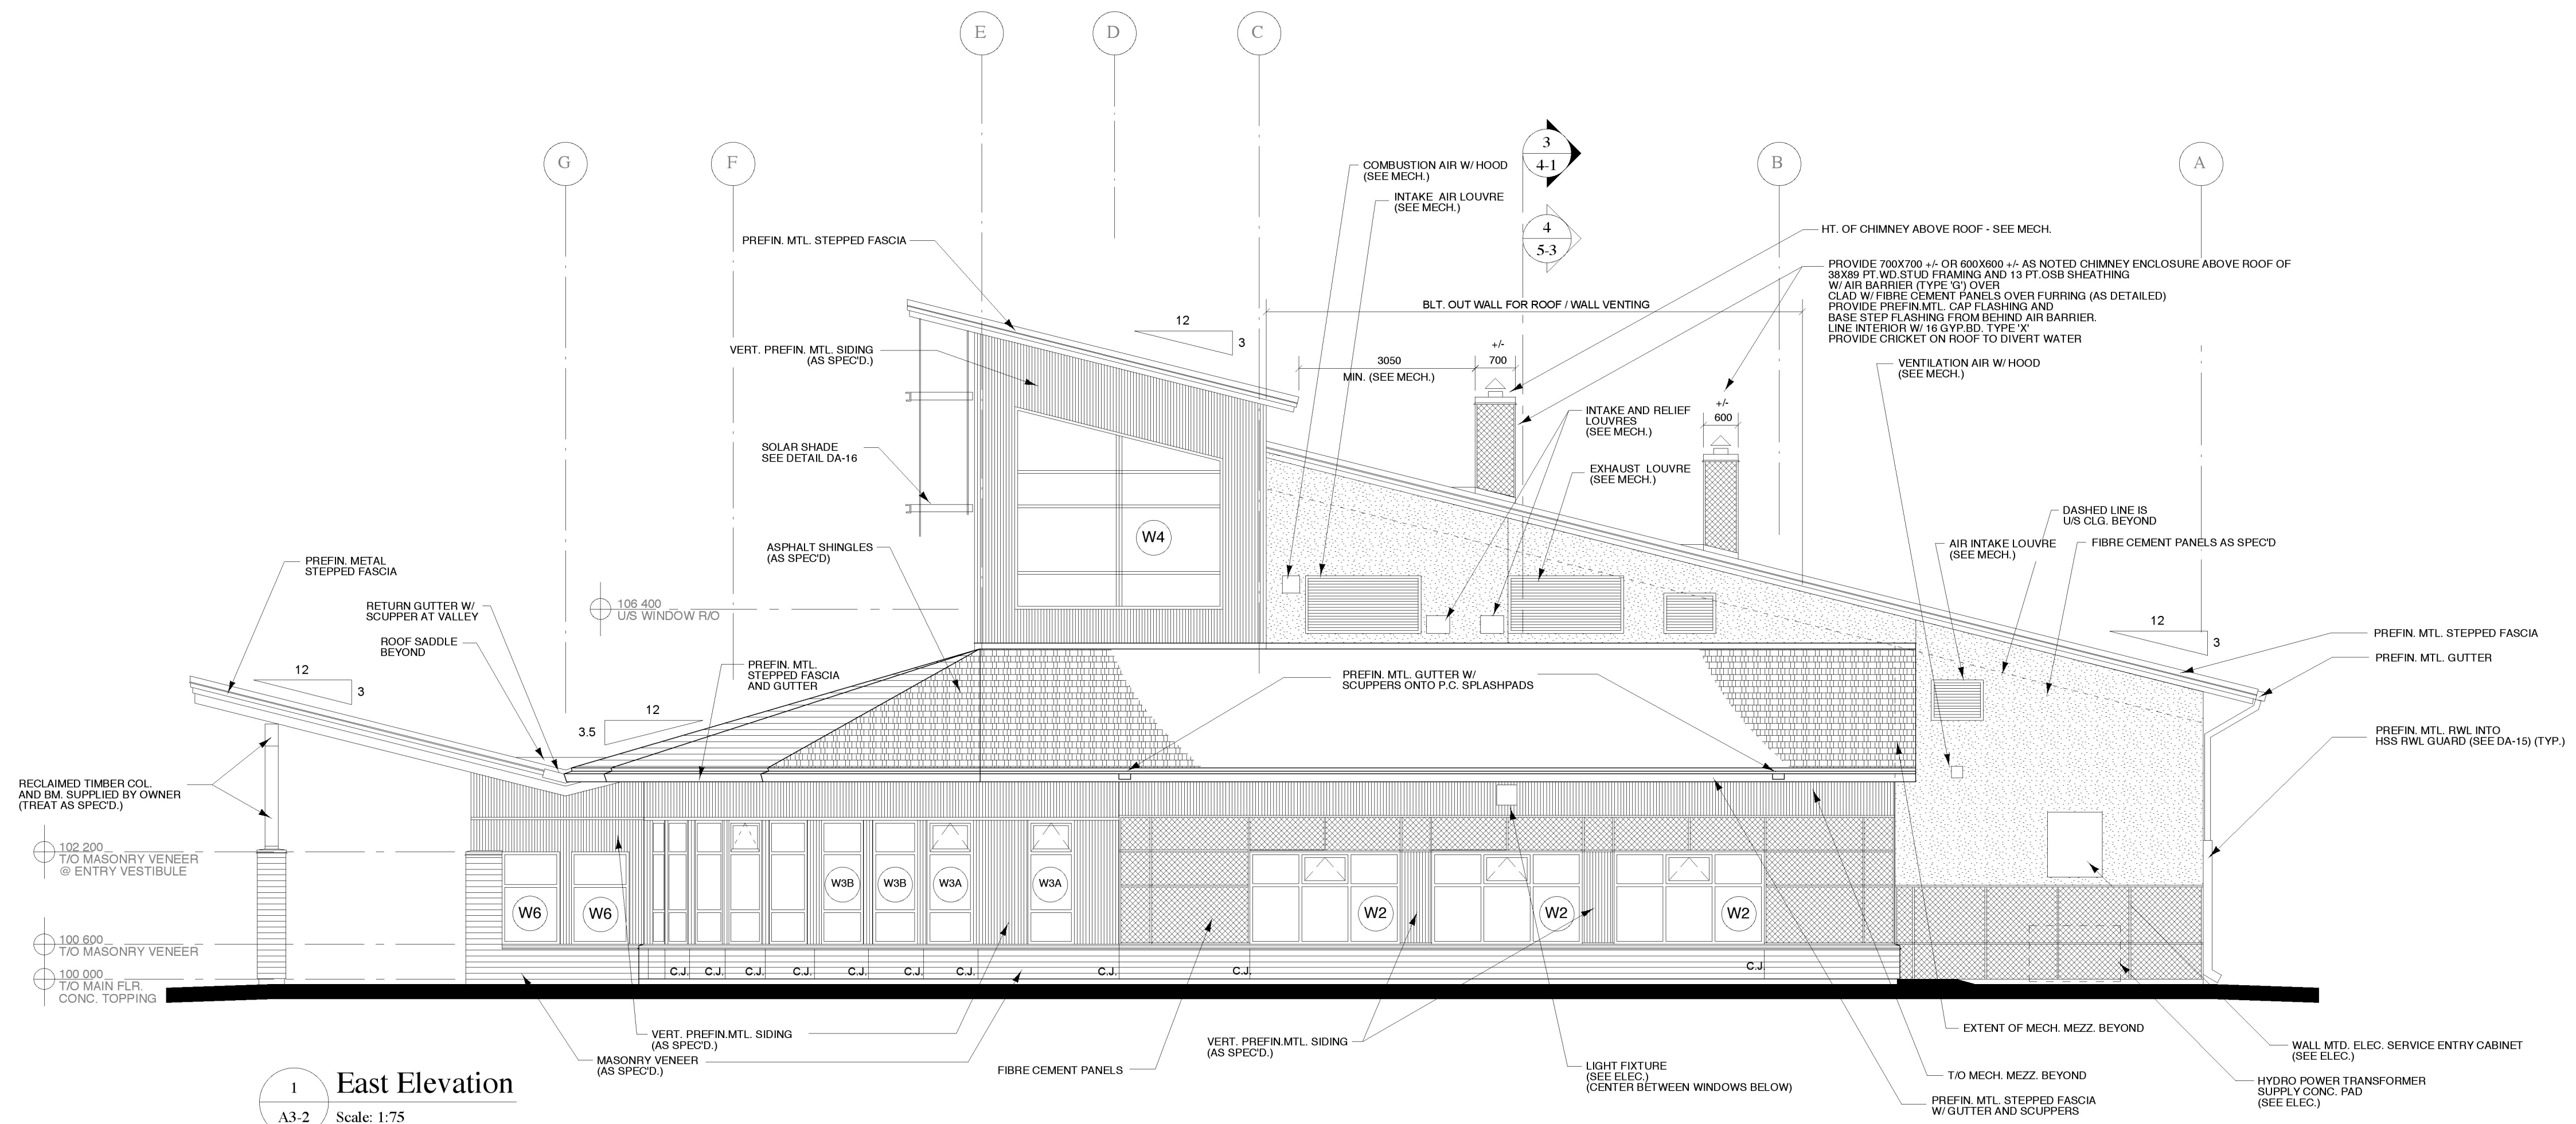 E
D
C
G
F
3
4-1
B
A
COMBUSTION AIR W/ HOOD
(SEE MECH.)
INTAKE AIR LOUVRE
(SEE MECH.)
4
5-3
PREFIN. MTL. STEPPED FASCIA
HT. OF CHIMNEY ABOVE ROOF - SEE MECH.
PROVIDE 700X700 +/- OR 600X600 +/- AS NOTED CHIMNEY ENCLOSURE ABOVE ROOF OF
38X89 PT.WD.STUD FRAMING AND 13 PT.OSB SHEATHING
W/ AIR BARRIER (TYPE 'G') OVER
CLAD W/ FIBRE CEMENT PANELS OVER FURRING (AS DETAILED)
PROVIDE PREFIN.MTL. CAP FLASHING AND
BASE STEP FLASHING FROM BEHIND AIR BARRIER.
LINE INTERIOR W/ 16 GYP.BD. TYPE 'X'
PROVIDE CRICKET ON ROOF TO DIVERT WATER
BLT. OUT WALL FOR ROOF / WALL VENTING
12
3
VERT. PREFIN. MTL. SIDING
(AS SPEC'D.)
3050
MIN. (SEE MECH.)
+/-
700
VENTILATION AIR W/ HOOD
(SEE MECH.)
+/-
600
INTAKE AND RELIEF
LOUVRES
(SEE MECH.)
SOLAR SHADE
SEE DETAIL DA-16
EXHAUST LOUVRE
(SEE MECH.)
W4
DASHED LINE IS
U/S CLG. BEYOND
ASPHALT SHINGLES
(AS SPEC'D)
AIR INTAKE LOUVRE
(SEE MECH.)
FIBRE CEMENT PANELS AS SPEC'D
PREFIN. METAL
STEPPED FASCIA
RETURN GUTTER W/
SCUPPER AT VALLEY
106 400
U/S WINDOW R/O
ROOF SADDLE
BEYOND
12
3
PREFIN. MTL. STEPPED FASCIA
PREFIN. MTL. GUTTER
12
3
PREFIN. MTL.
STEPPED FASCIA
AND GUTTER
PREFIN. MTL. GUTTER W/
SCUPPERS ONTO P.C. SPLASHPADS
12
3.5
PREFIN. MTL. RWL INTO
HSS RWL GUARD (SEE DA-15) (TYP.)
RECLAIMED TIMBER COL.
AND BM. SUPPLIED BY OWNER
(TREAT AS SPEC'D.)
102 200
T/O MASONRY VENEER
@ ENTRY VESTIBULE
W6
W6
W3B
W3B
W3A
W3A
W2
W2
W2
100 600
T/O MASONRY VENEER
100 000
T/O MAIN FLR.
CONC. TOPPING
C.J.
C.J.
C.J.
C.J.
C.J.
C.J.
C.J.
C.J.
C.J.
C.J.
VERT. PREFIN.MTL. SIDING
(AS SPEC'D.)
MASONRY VENEER
(AS SPEC'D.)
FIBRE CEMENT PANELS
VERT. PREFIN.MTL. SIDING
(AS SPEC'D.)
LIGHT FIXTURE
(SEE ELEC.)
(CENTER BETWEEN WINDOWS BELOW)
EXTENT OF MECH. MEZZ. BEYOND
T/O MECH. MEZZ. BEYOND
PREFIN. MTL. STEPPED FASCIA
W/ GUTTER AND SCUPPERS
WALL MTD. ELEC. SERVICE ENTRY CABINET
(SEE ELEC.)
HYDRO POWER TRANSFORMER
SUPPLY CONC. PAD
(SEE ELEC.)
1
A3-2
East Elevation
Scale: 1:75